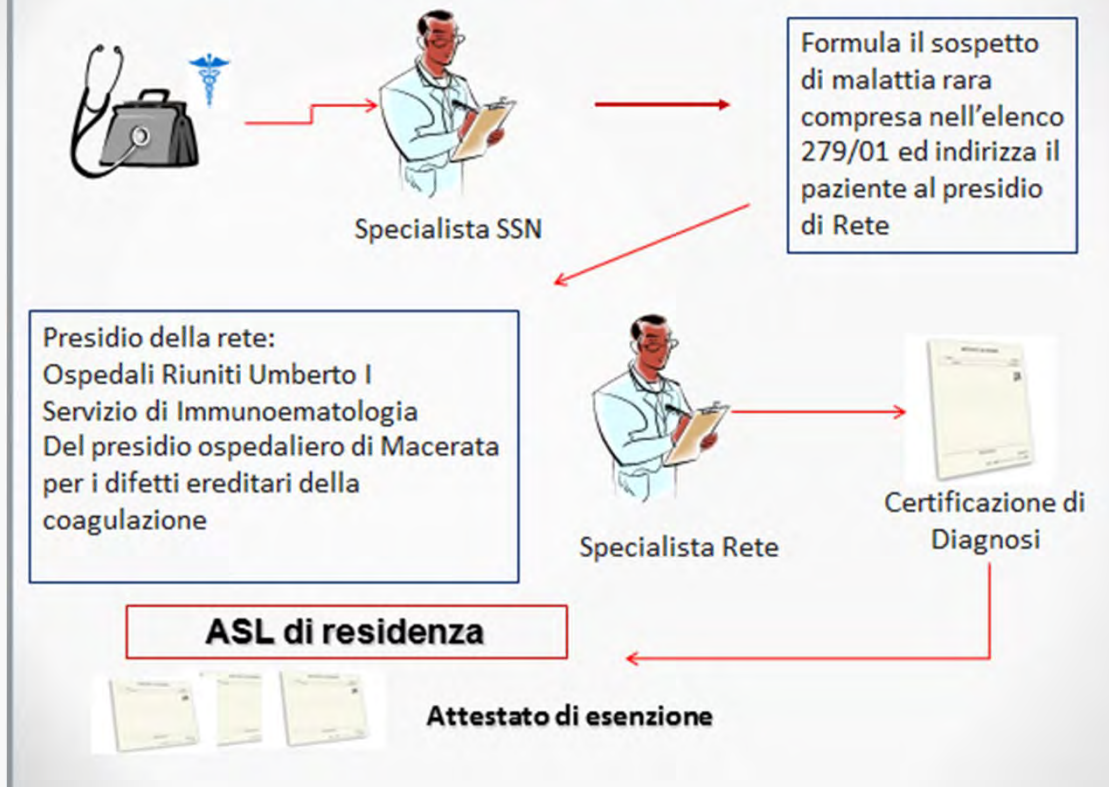 Formula il sospetto
di malattia rara
compresa nell'elenco
279/01 ed indirizza il
paziente al presidio
di Rete
Specialista SSN
Presidio della rete:
Ospedali Riuniti Umberto I
Servizio di Immunoematologia
Del presidio ospedaliero di Macerata
per i difetti ereditari della
coagulazione
Specialista Rete
Certificazione di
Diagnosi
ASL di residenza
Attestato di esenzione